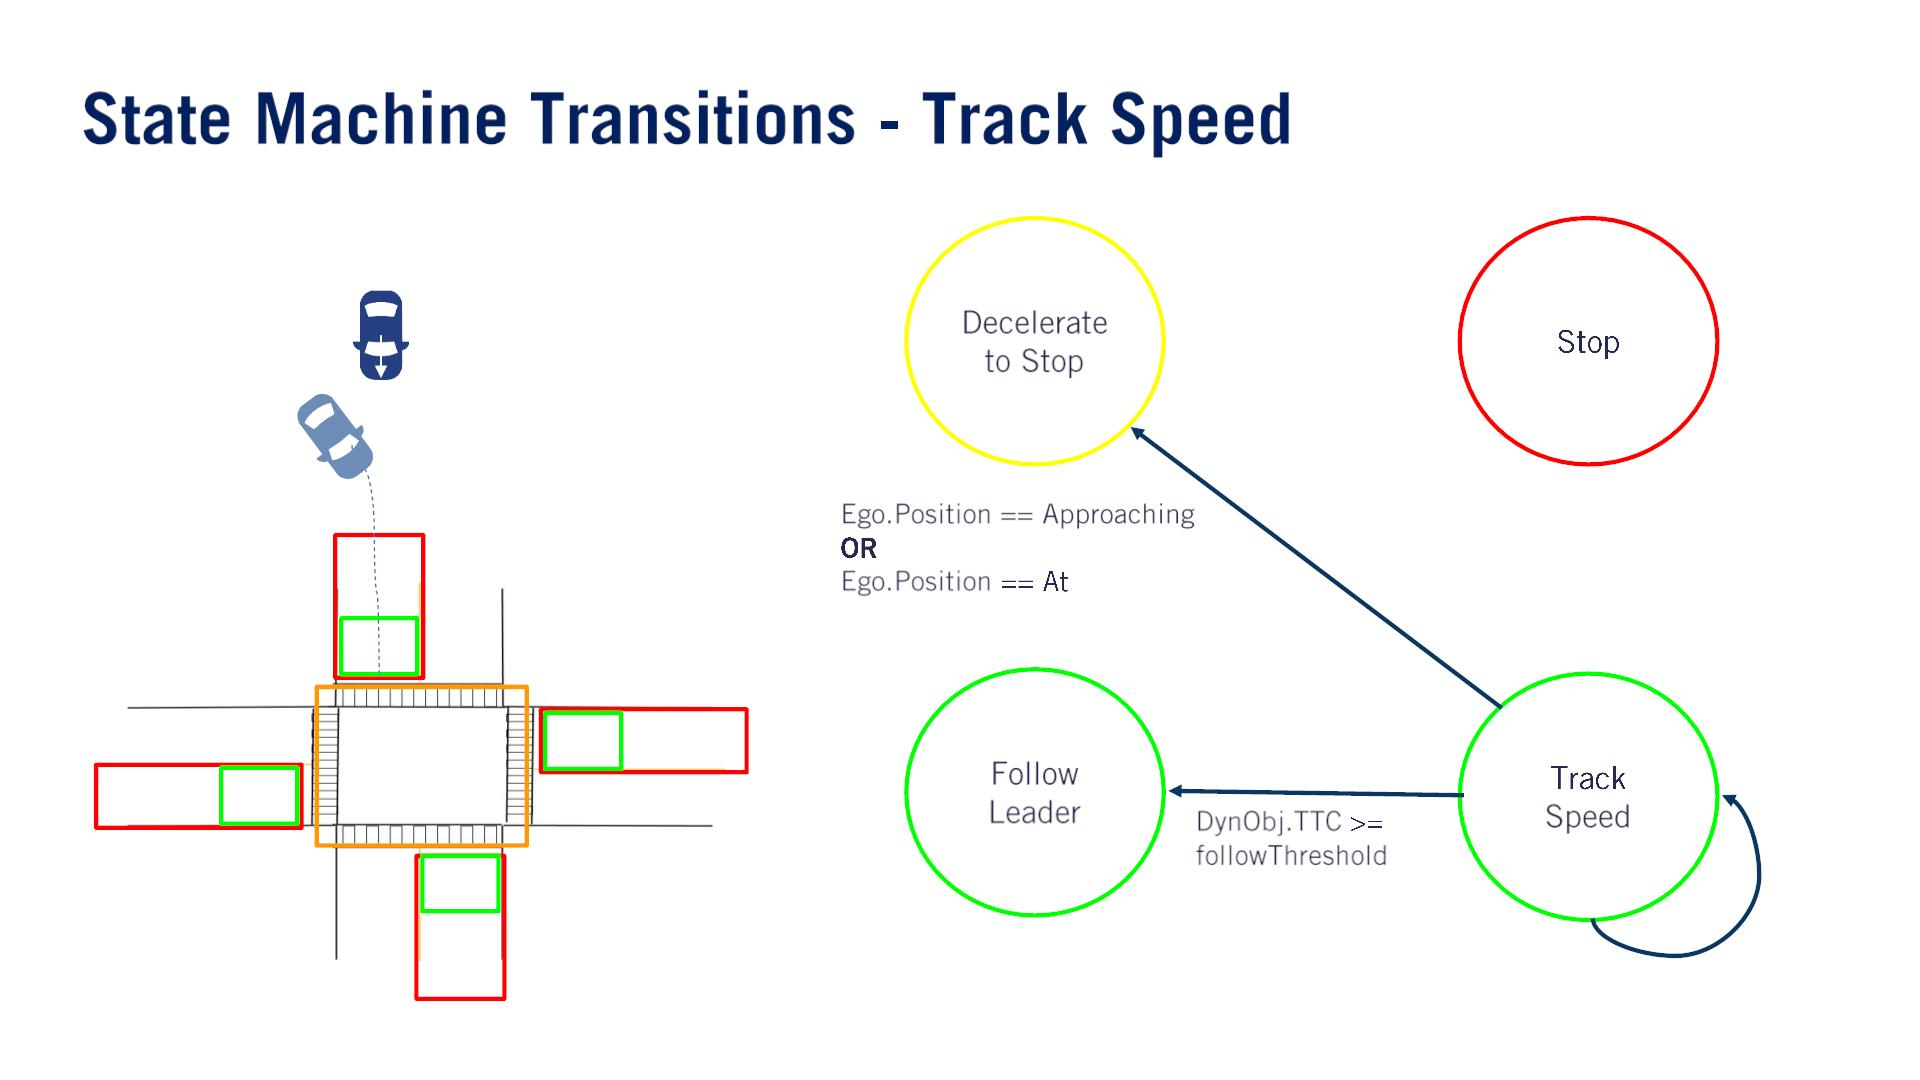 State Machine Transitions - Track Speed
Decelerate
to Stop
Stop
Ego.Position == Approaching
OR
Ego.Position == At
Follow
Leader
DynObj.TTC >=
followThreshold
Track
Speed